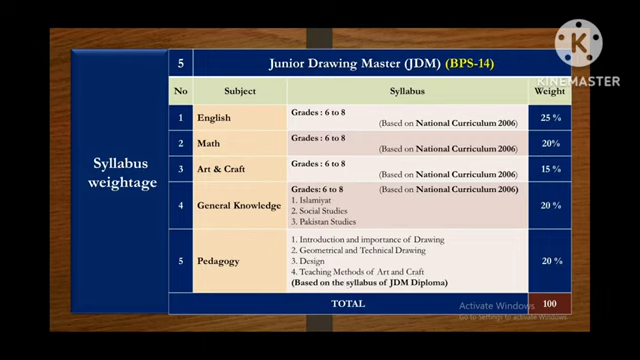 5 Junior Drawing Master (JDM) (BPS-14)
KINEMASTER
No Subject Syllabus Weight
1 English Grades : 6 to 8 (Based on National Curriculum 2006) 25 %
2 Math Grades : 6 to 8 (Based on National Curriculum 2006) 20%
3 Art & Craft Grades : 6 to 8 (Based on National Curriculum 2006) 15 %
Syllabus
weightage
4 General Knowledge Grades: 6 to 8 (Based on National Curriculum 2006) 20 %
1. Islamiyat
2. Social Studies
3. Pakistan Studies
5 Pedagogy 20 %
1. Introduction and importance of Drawing
2. Geometrical and Technical Drawing
3. Design
4. Teaching Methods of Art and Craft
(Based on the syllabus of JDM Diploma)
TOTAL 100
Activate Windows
Go to Settings to activate Windows.